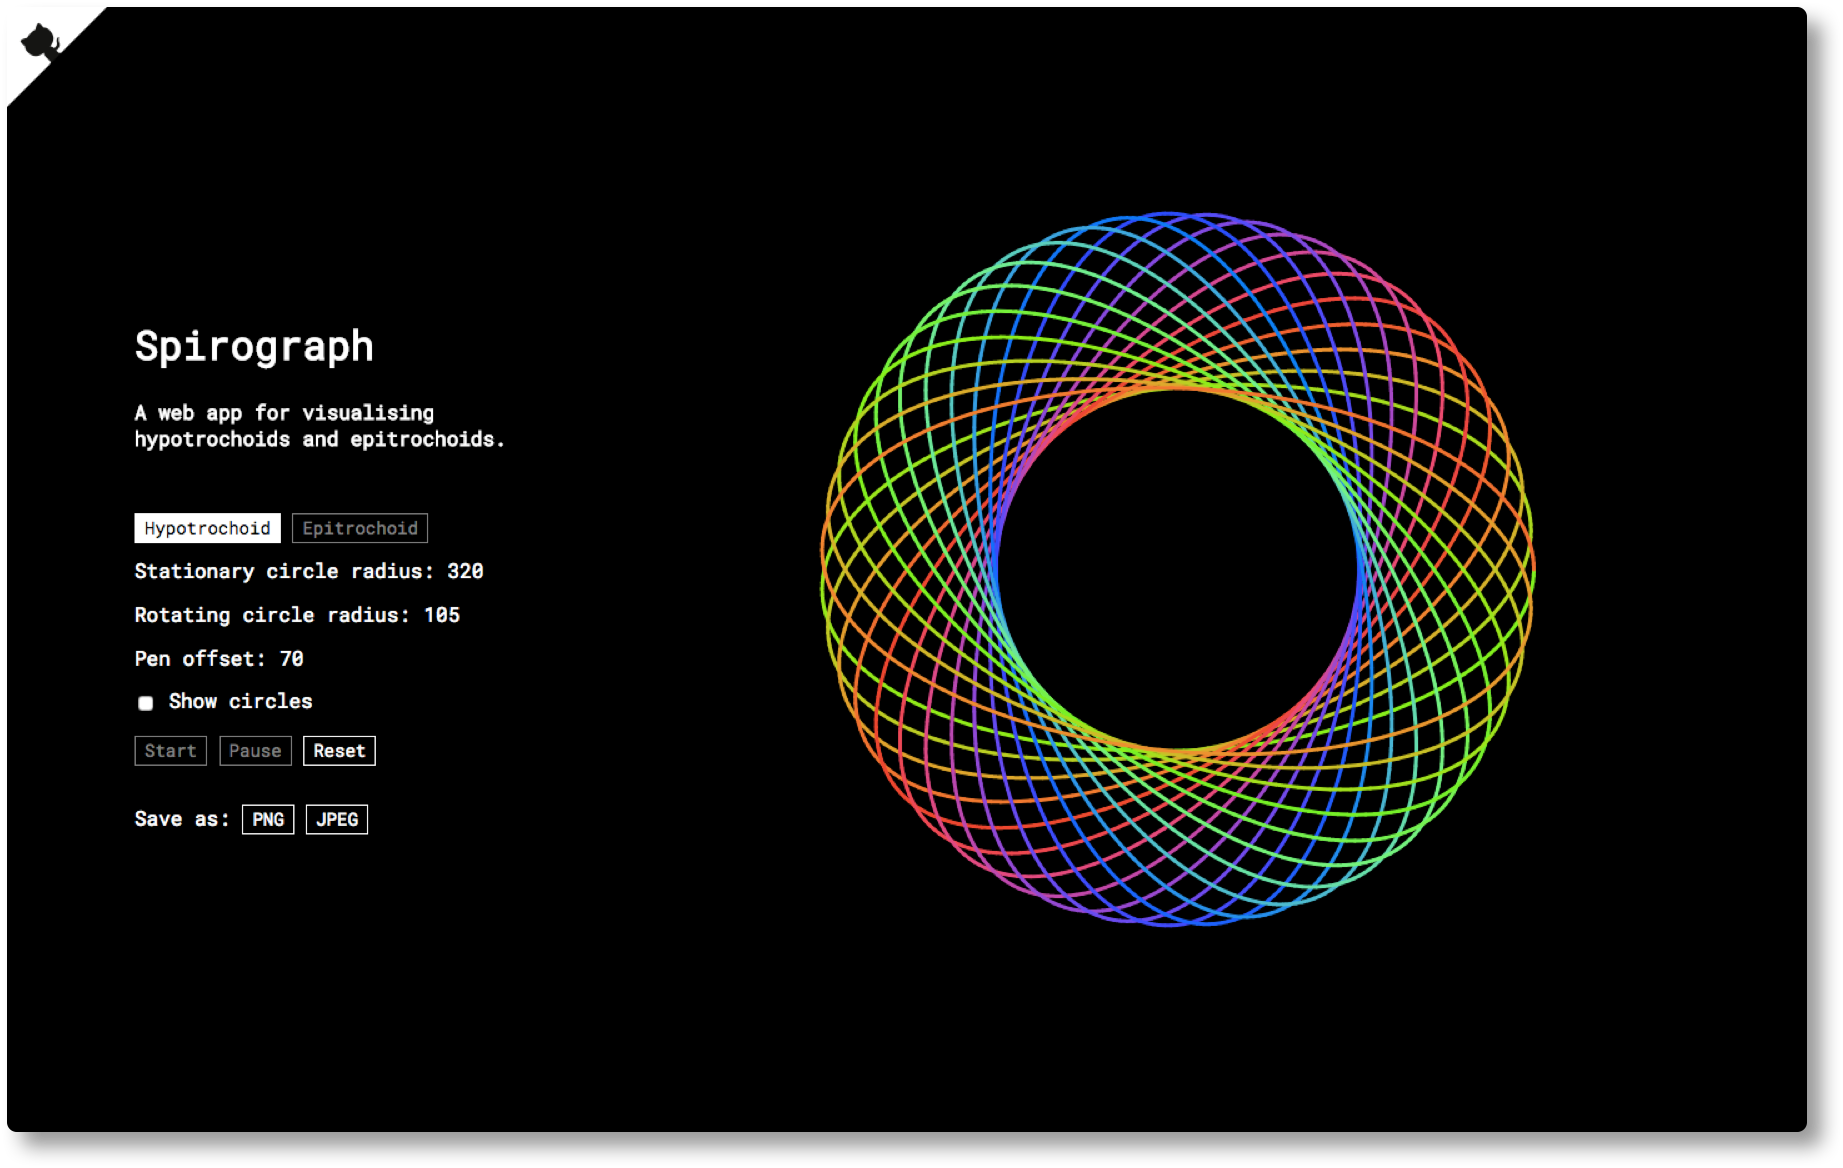 Spirograph
A web app for visualising
hypotrochoids and epitrochoids.
Hypotrochoid Epitrochoid
Stationary circle radius: 320
Rotating circle radius: 105
Pen offset: 70
Show circles
Start Pause Reset
Save as: PNG JPEG